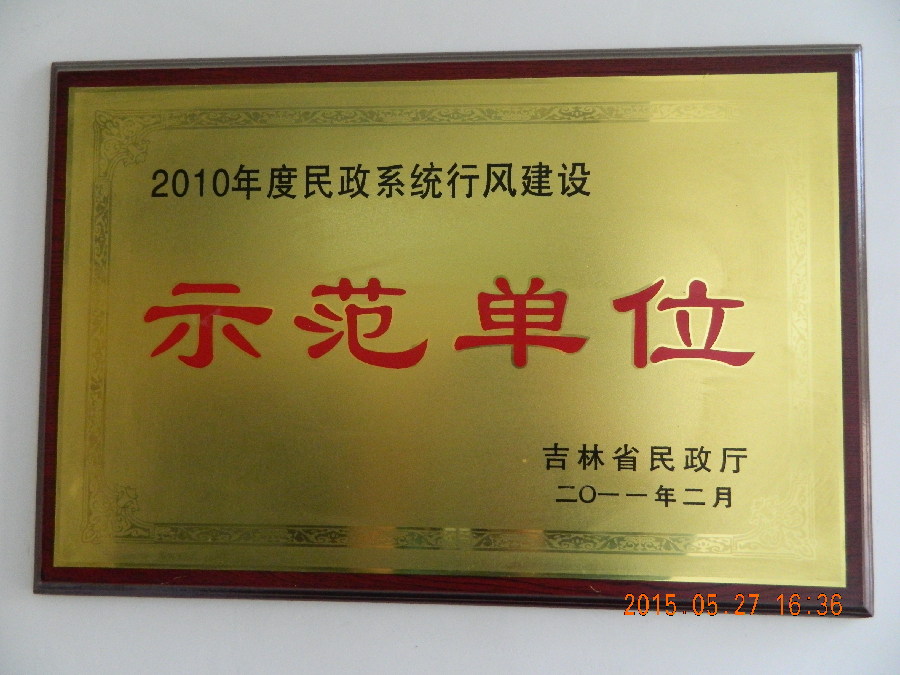 2010年度民政系统行风建设
示范单位
吉林省民政厅
二〇一一年二月
2015.05.27 16:36